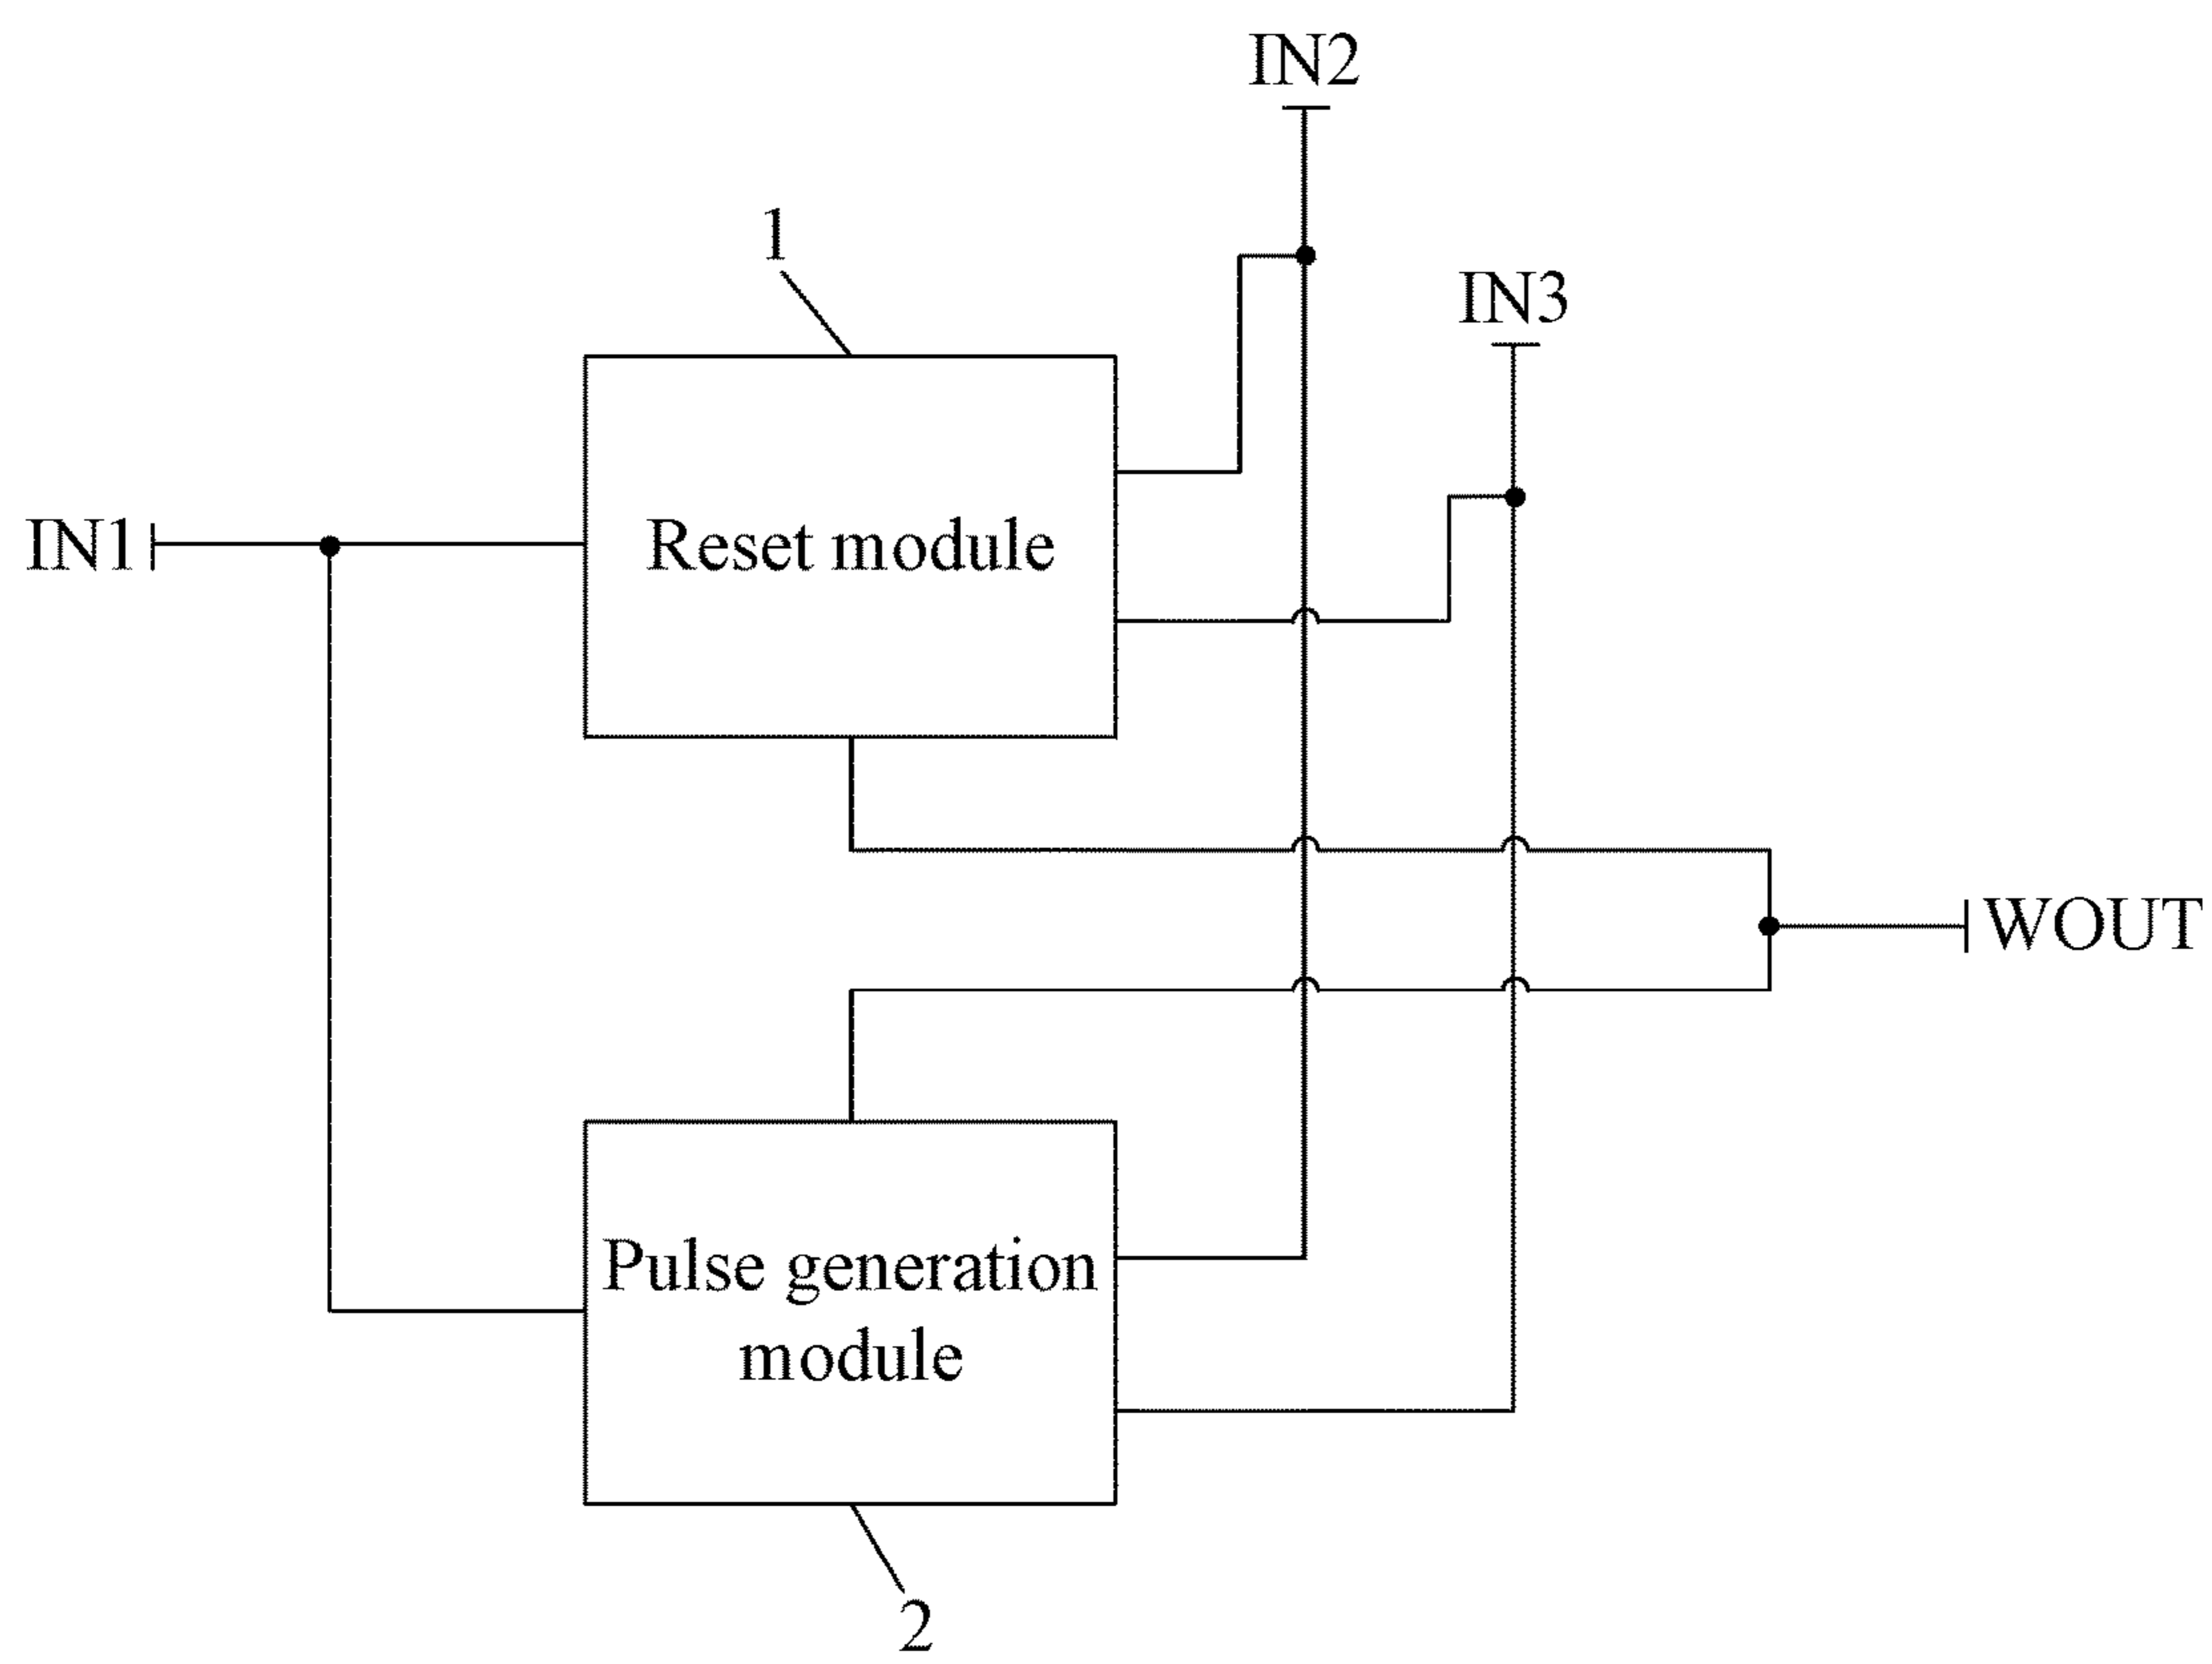 IN2
1
IN3
IN1
Reset module
WOUT
Pulse generation
module
2